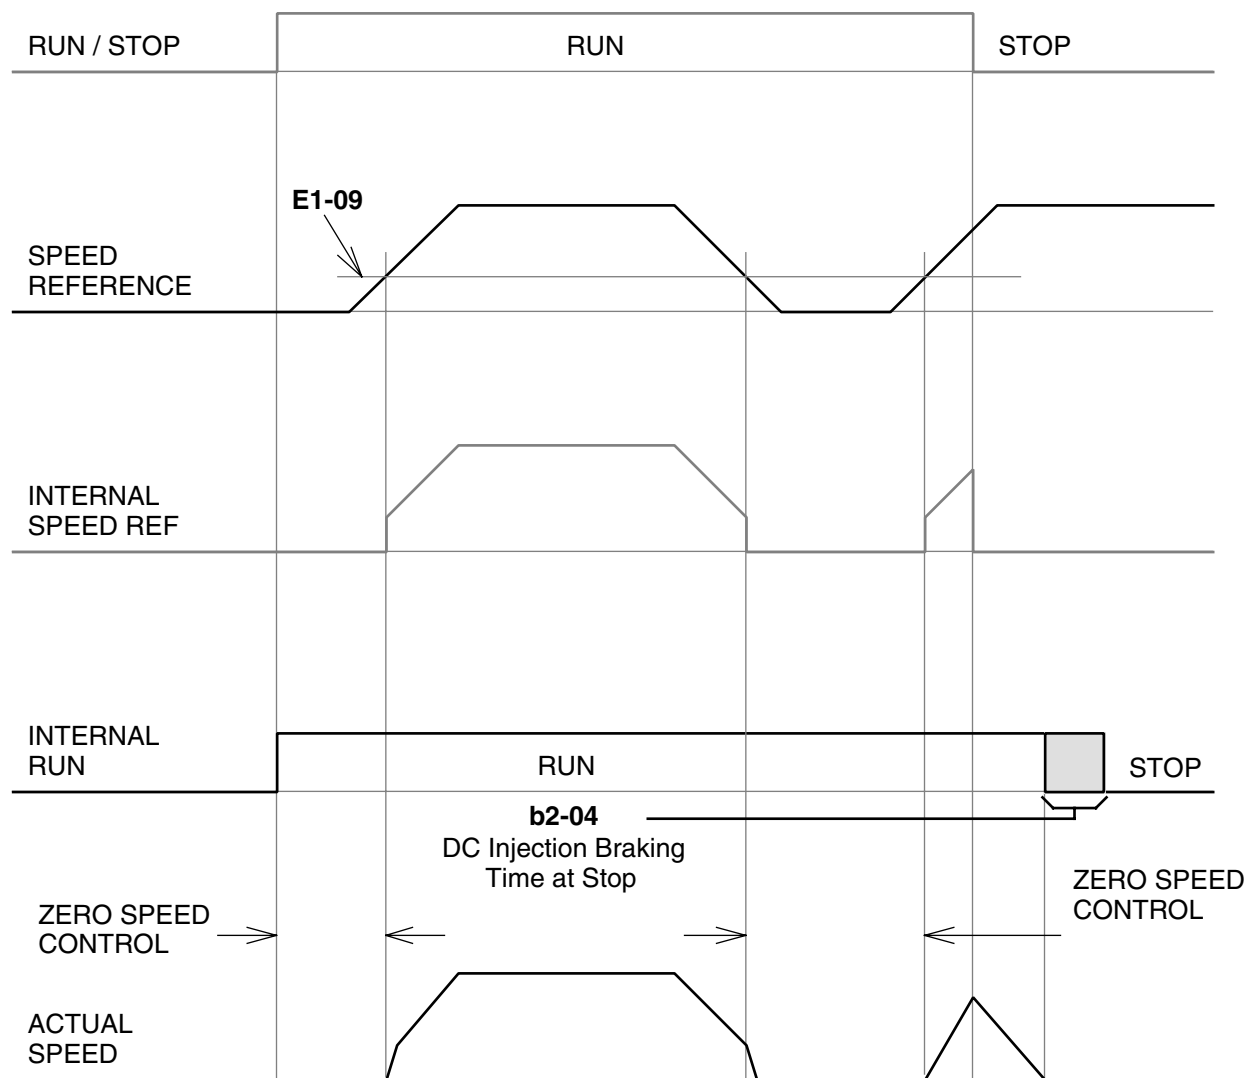 RUN / STOP
RUN
STOP
E1-09
SPEED
REFERENCE
INTERNAL
SPEED REF
INTERNAL
RUN
RUN
STOP
b2-04
DC Injection Braking
Time at Stop
ZERO SPEED
CONTROL
ZERO SPEED
CONTROL
ACTUAL
SPEED